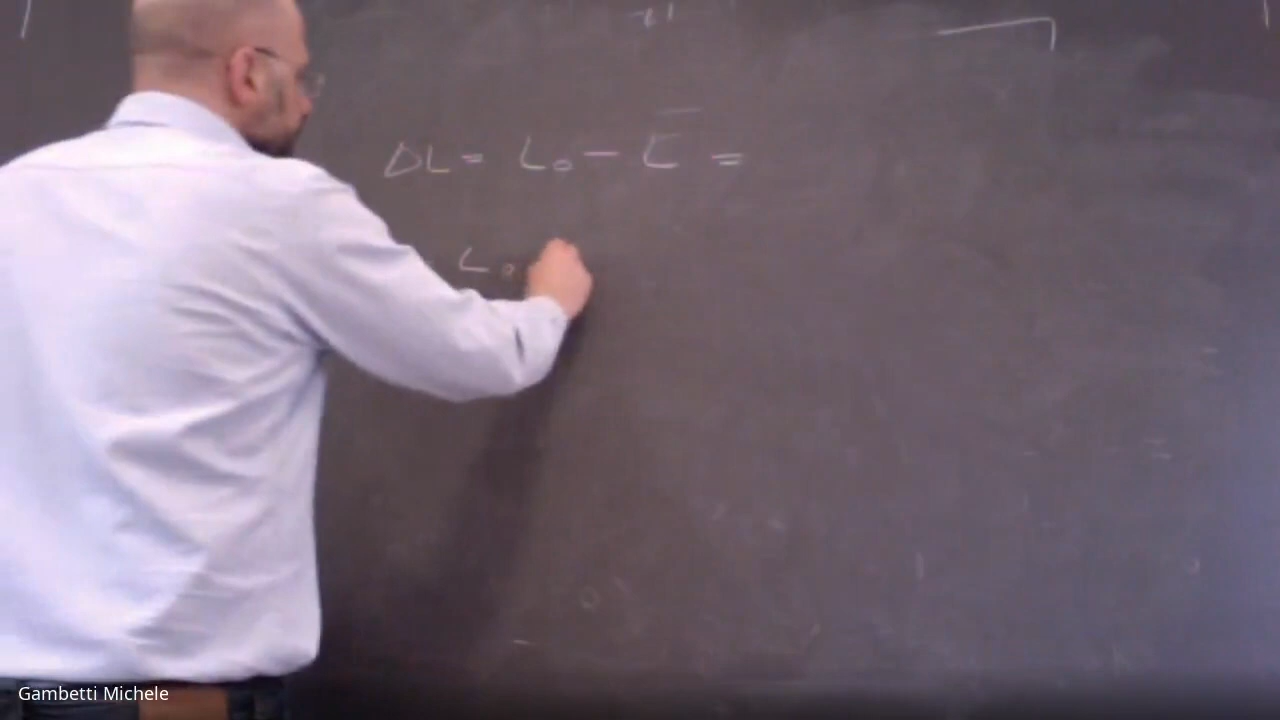 ΔL = L₀ - L̅ =
L₀
Gambetti Michele